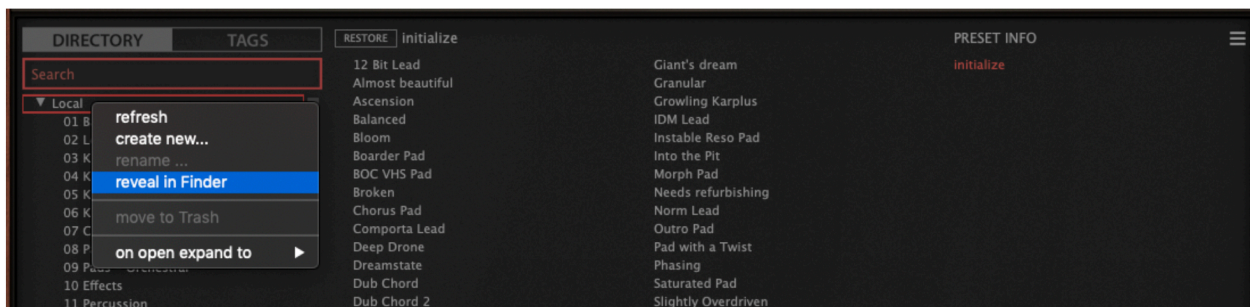 DIRECTORY
TAGS
RESTORE initialize
PRESET INFO
Search
initialize
Local
01 B
02 L
03 K
04 K
05 K
06 K
07 C
08 P
09 Pads - Orchestral
10 Effects
11 Percussion
refresh
create new...
rename ...
reveal in Finder
move to Trash
on open expand to
12 Bit Lead
Almost beautiful
Ascension
Balanced
Bloom
Boarder Pad
BOC VHS Pad
Broken
Chorus Pad
Comporta Lead
Deep Drone
Dreamstate
Dub Chord
Dub Chord 2
Giant's dream
Granular
Growling Karplus
IDM Lead
Instable Reso Pad
Into the Pit
Morph Pad
Needs refurbishing
Norm Lead
Outro Pad
Pad with a Twist
Phasing
Saturated Pad
Slightly Overdriven